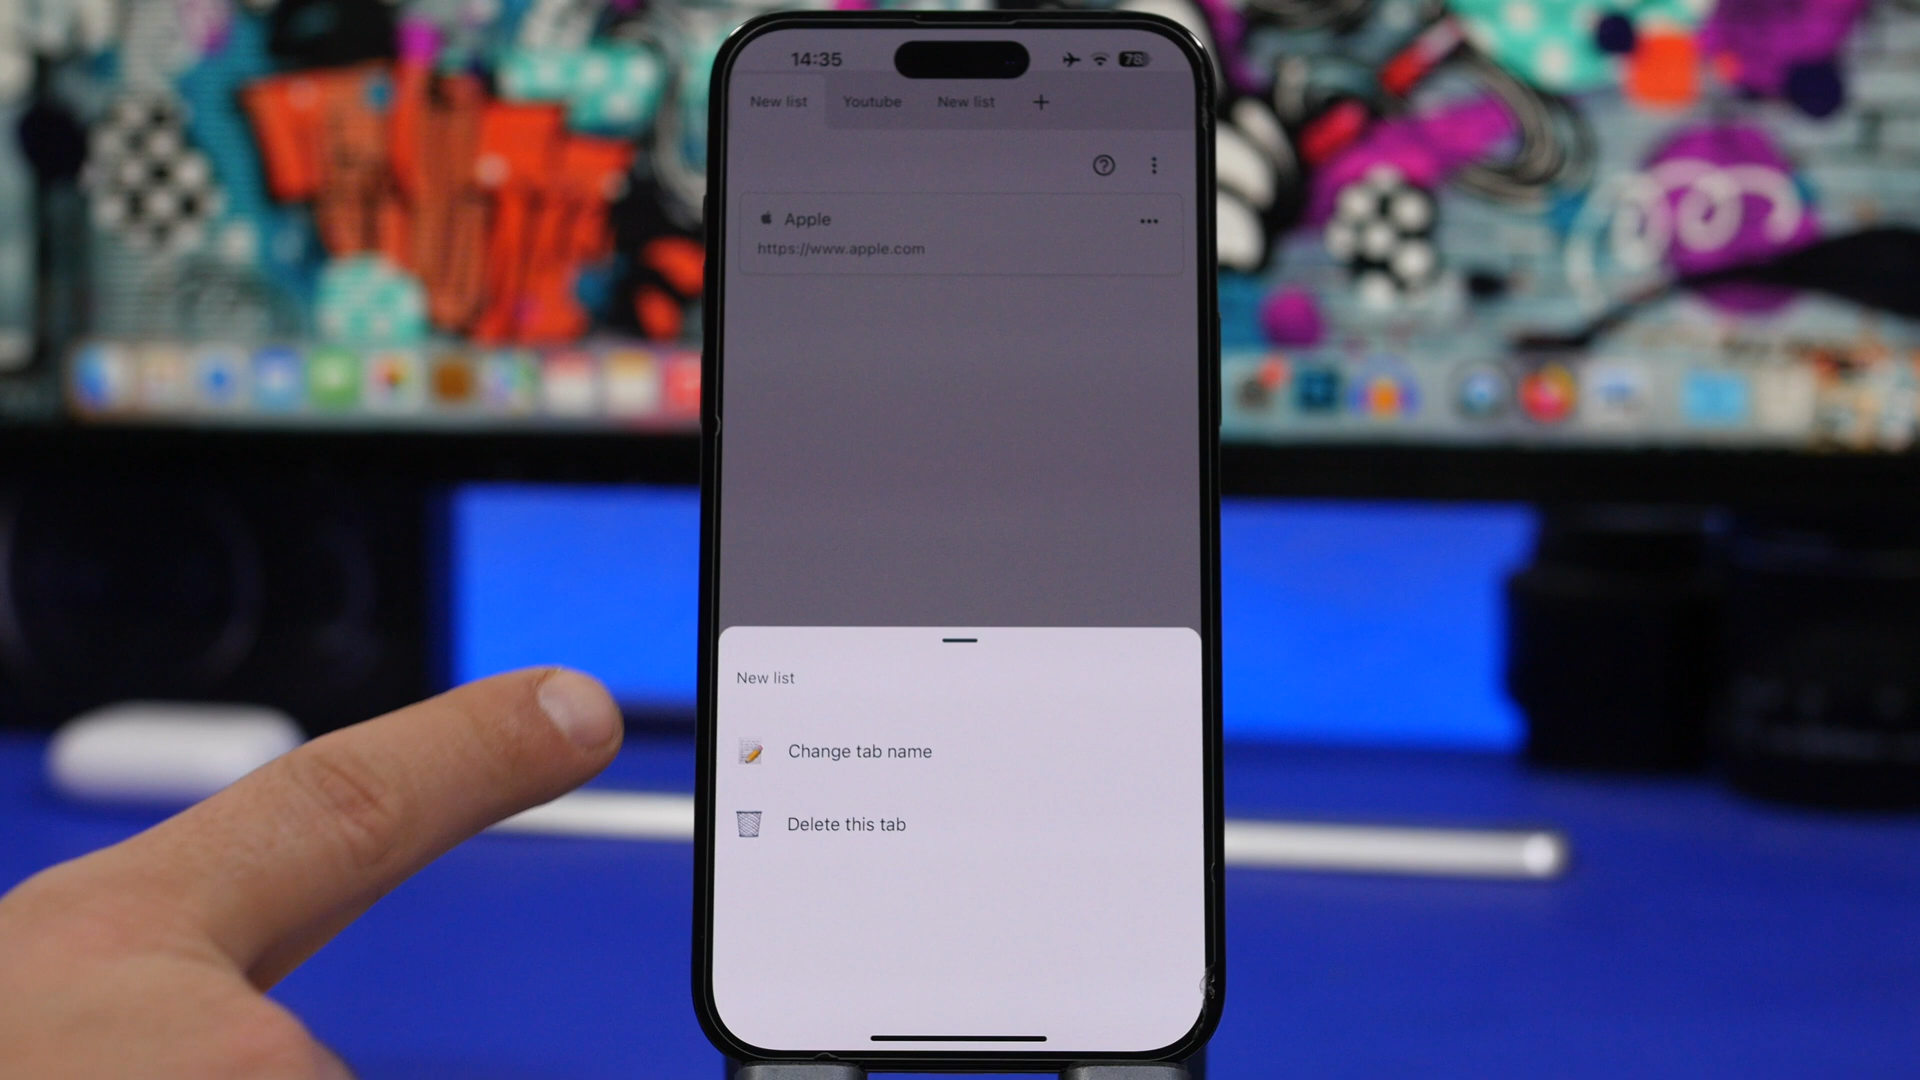 14:35 78
New list Youtube New list +
Apple
https://www.apple.com
New list
Change tab name
Delete this tab